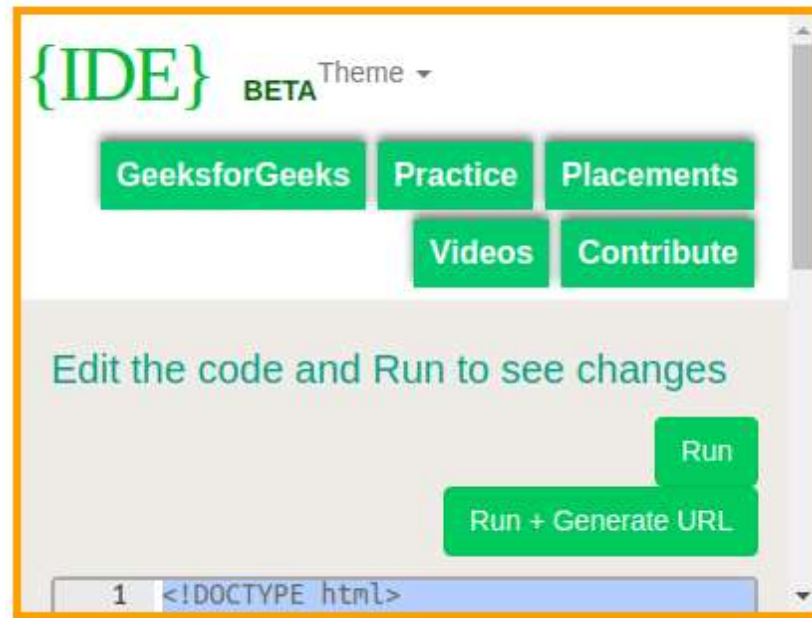 {IDE} BETA Theme
GeeksforGeeks Practice Placements
Videos Contribute
Edit the code and Run to see changes
Run
Run + Generate URL
1 <!DOCTYPE html>